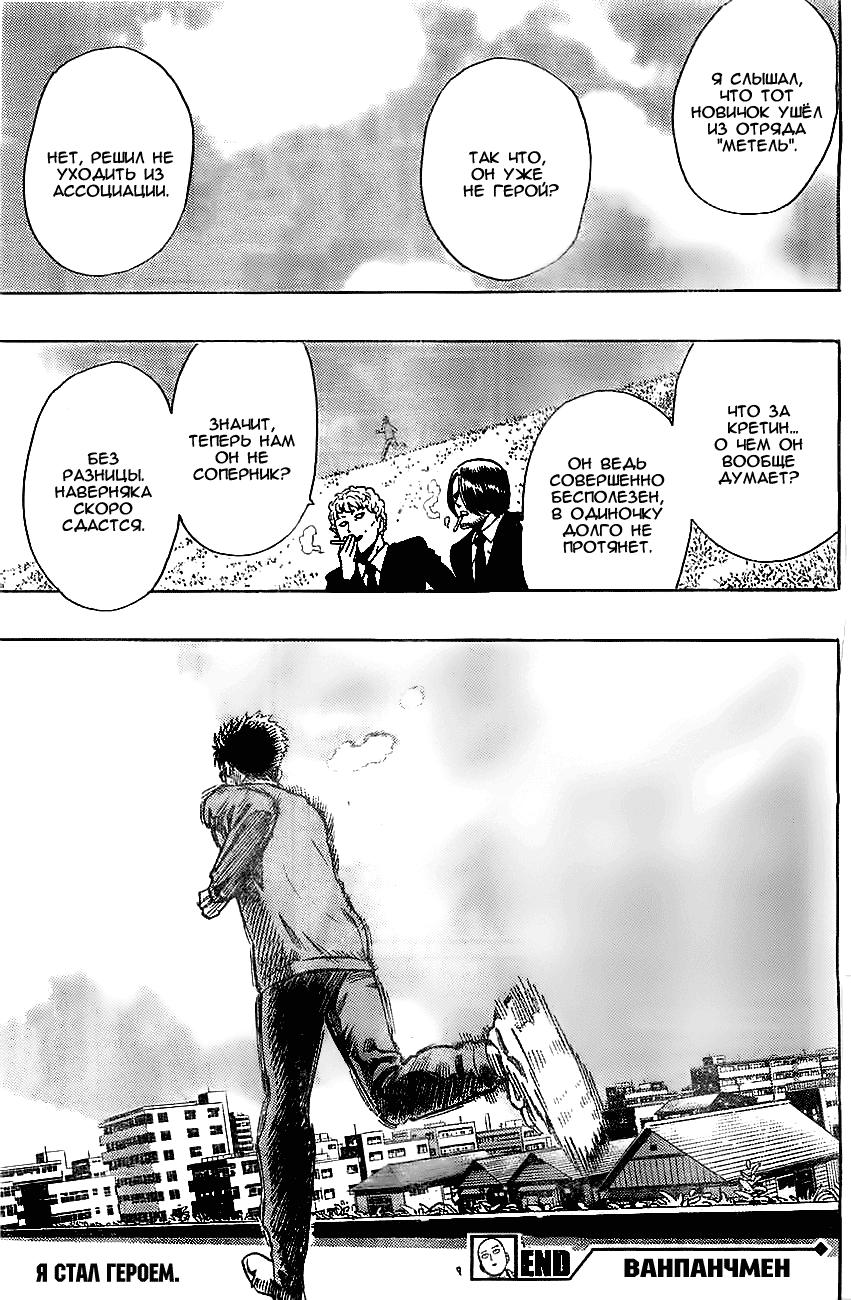 Я СЛЫШАЛ,
ЧТО ТОТ
НОВИЧОК УШЁЛ
ИЗ ОТРЯДА
"МЕТЕЛЬ".
ТАК ЧТО,
ОН УЖЕ
НЕ ГЕРОЙ?
НЕТ, РЕШИЛ НЕ
УХОДИТЬ ИЗ
АССОЦИАЦИИ.
ЧТО ЗА
КРЕТИН...
О ЧЕМ ОН
ВООБЩЕ
ДУМАЕТ?
ОН ВЕДЬ
СОВЕРШЕННО
БЕСПОЛЕЗЕН,
В ОДИНОЧКУ
ДОЛГО НЕ
ПРОТЯНЕТ.
ЗНАЧИТ,
ТЕПЕРЬ НАМ
ОН НЕ
СОПЕРНИК?
БЕЗ
РАЗНИЦЫ.
НАВЕРНЯКА
СКОРО
СДАСТСЯ.
Я СТАЛ ГЕРОЕМ.
END
ВАНПАНЧМЕН